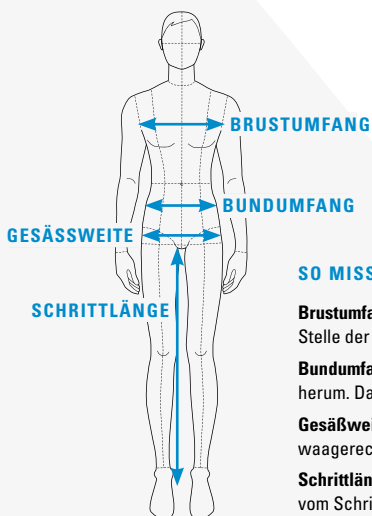 BRUSTUMFANG
BUNDUMFANG
GESÄSSWEITE
SCHRITTLÄNGE
SO MISS
Brustumfa
Stelle der
Bundumfa
herum. Da
Gesäßwei
waagerec
Schrittlän
vom Schri